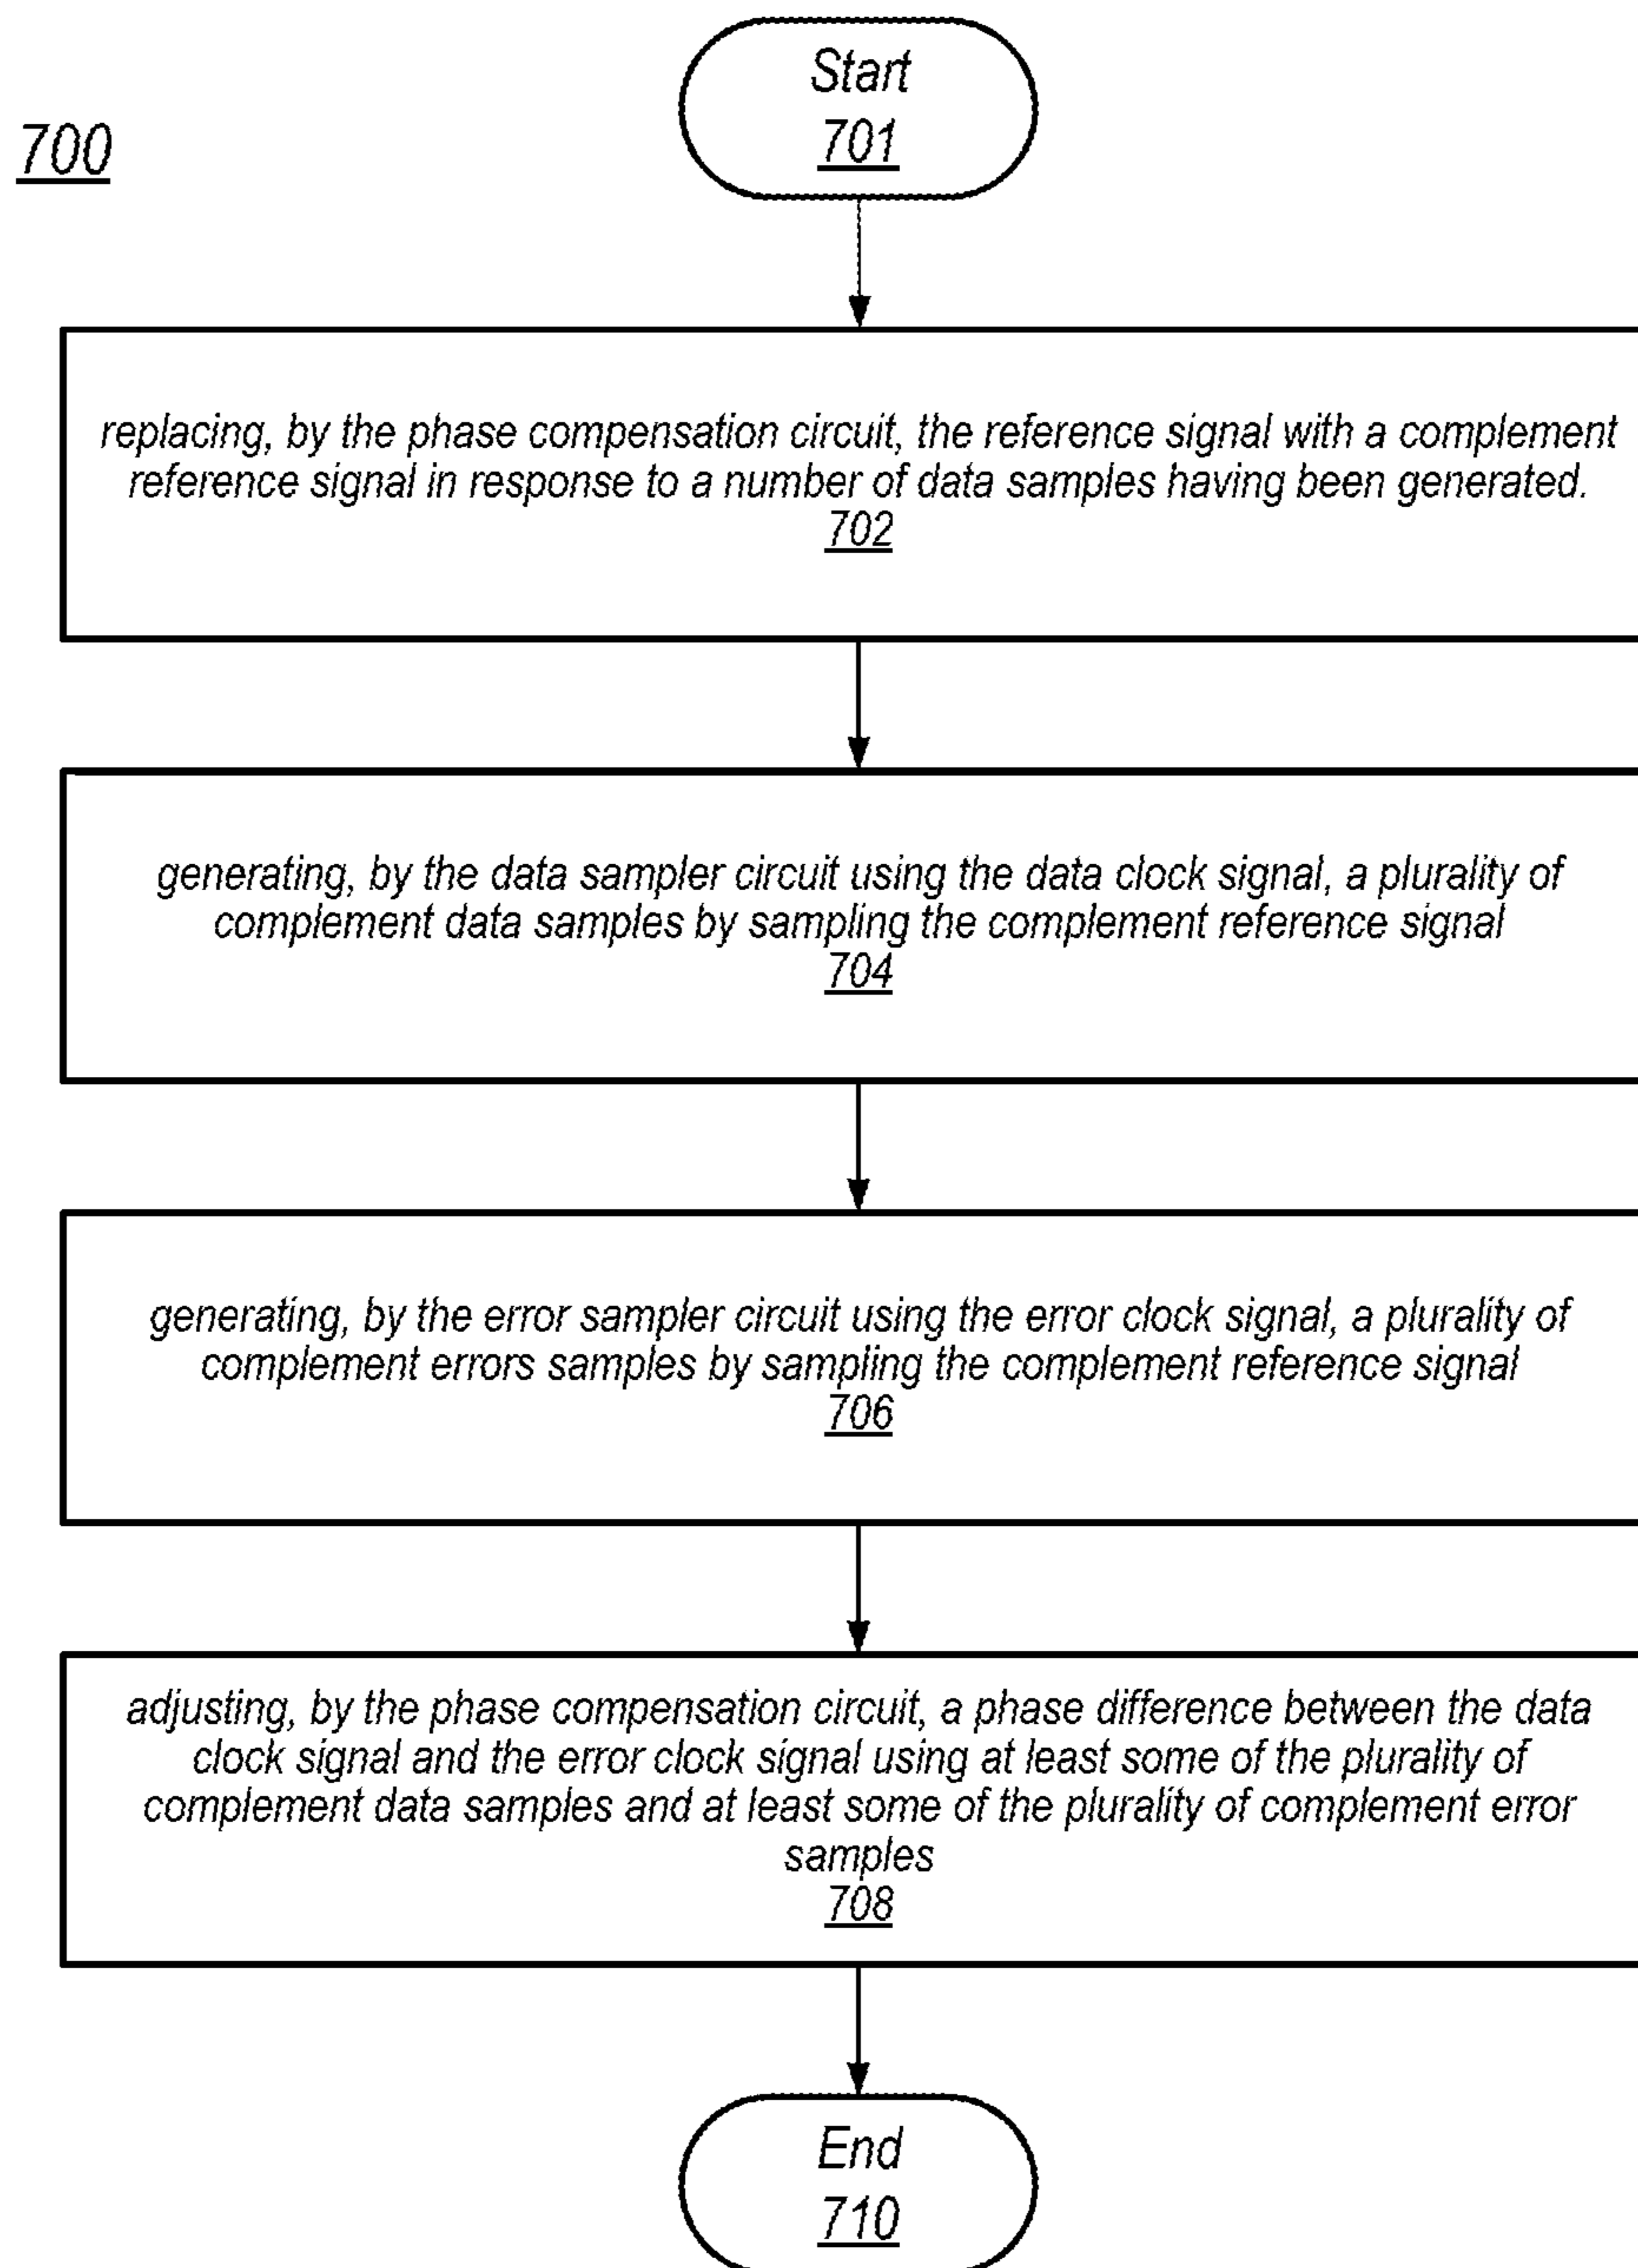 700
Start
701
replacing, by the phase compensation circuit, the reference signal with a complement
reference signal in response to a number of data samples having been generated.
702
generating, by the data sampler circuit using the data clock signal, a plurality of
complement data samples by sampling the complement reference signal
704
generating, by the error sampler circuit using the error clock signal, a plurality of
complement errors samples by sampling the complement reference signal
706
adjusting, by the phase compensation circuit, a phase difference between the data
clock signal and the error clock signal using at least some of the plurality of
complement data samples and at least some of the plurality of complement error
samples
708
End
710